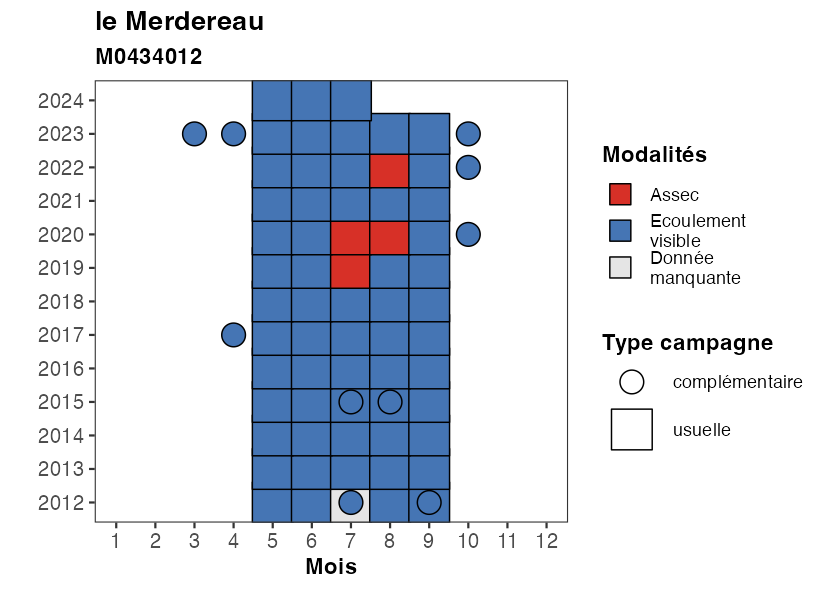 le Merdereau
M0434012
2024
2023
2022
2021
2020
2019
2018
2017
2016
2015
2014
2013
2012
1 2 3 4 5 6 7 8 9 10 11 12
Mois
Modalités
Assec
Ecoulement
visible
Donnée
manquante
Type campagne
complémentaire
usuelle